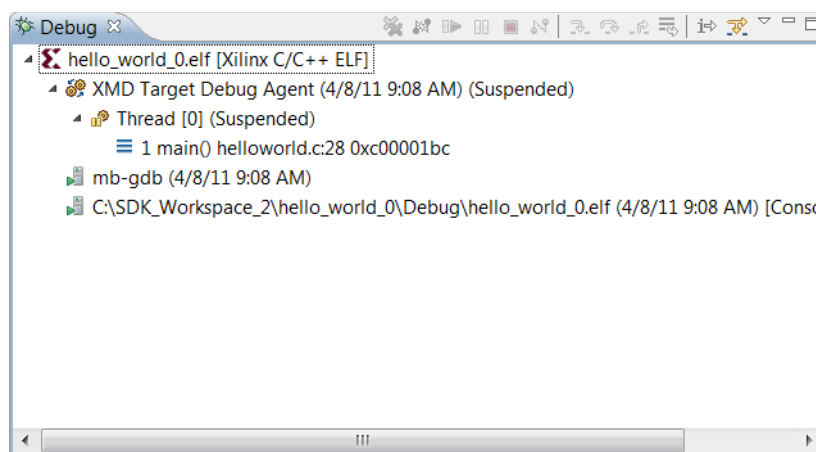 Debug
hello_world_0.elf [Xilinx C/C++ ELF]
XMD Target Debug Agent (4/8/11 9:08 AM) (Suspended)
Thread [0] (Suspended)
1 main() helloworld.c:28 0xc00001bc
mb-gdb (4/8/11 9:08 AM)
C:\SDK_Workspace_2\hello_world_0\Debug\hello_world_0.elf (4/8/11 9:08 AM) [Conso